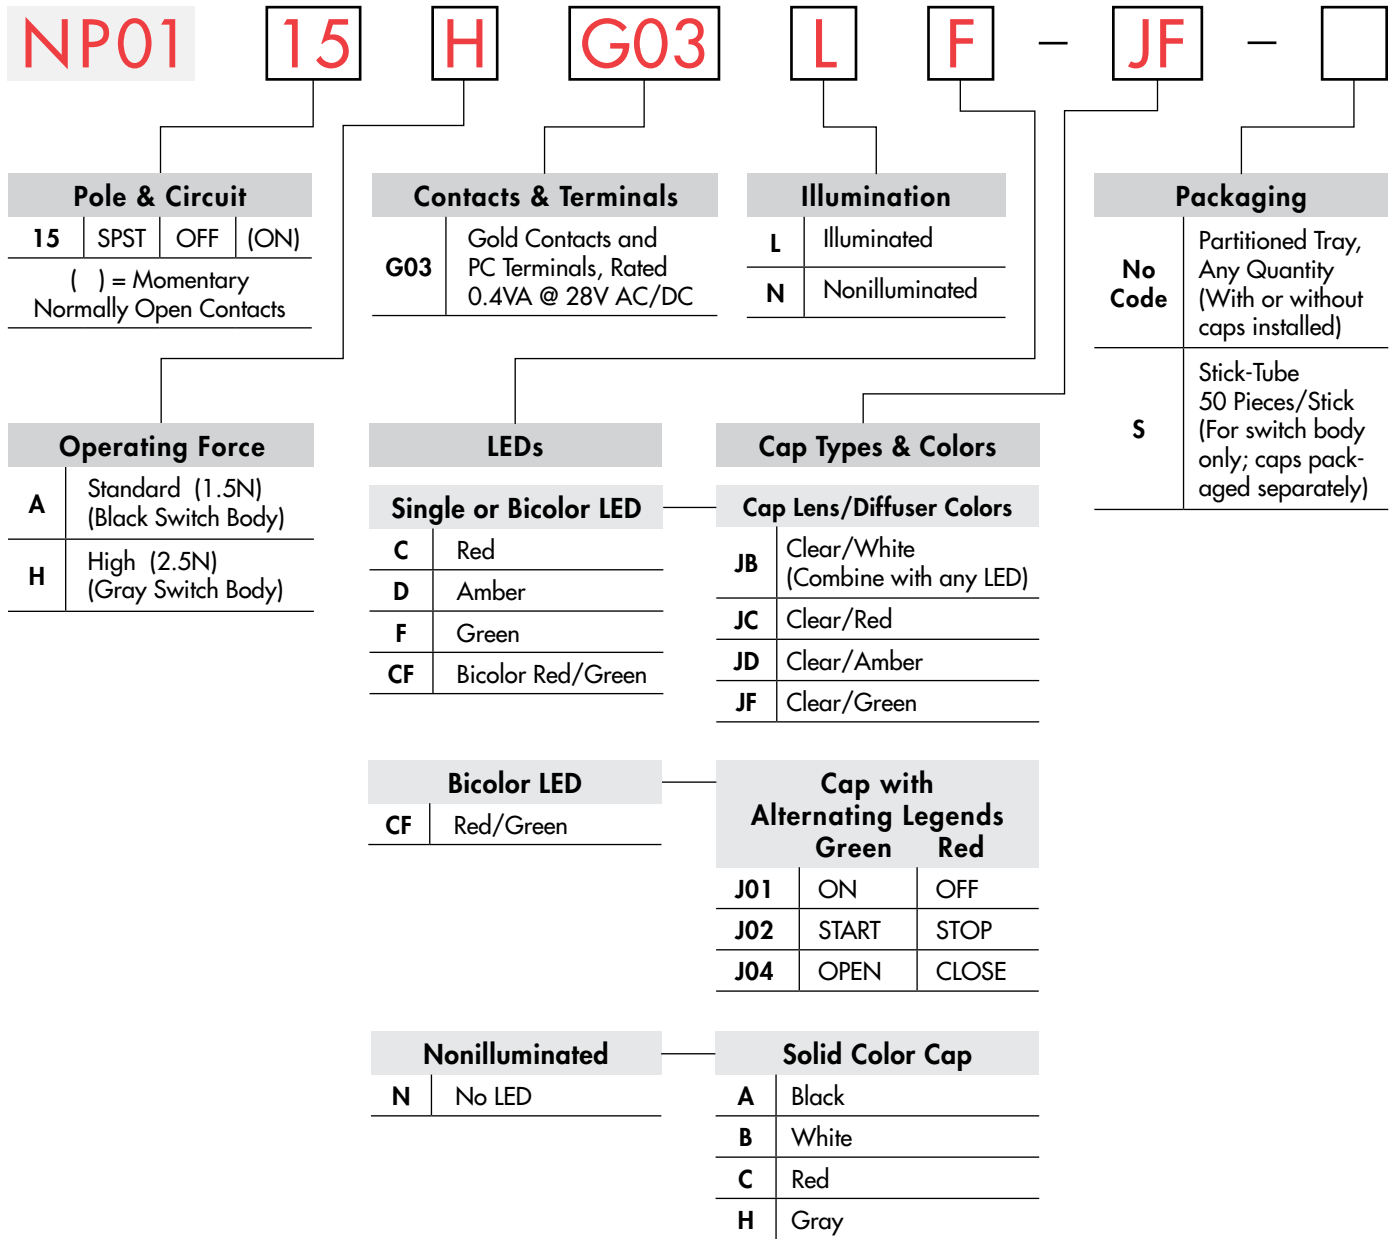 NP01 15 H G03 L F – JF –
Pole & Circuit
15 SPST OFF (ON)
( ) = Momentary
Normally Open Contacts
Contacts & Terminals
G03 Gold Contacts and
PC Terminals, Rated
0.4VA @ 28V AC/DC
Illumination
L Illuminated
N Nonilluminated
Packaging
No
Code
Partitioned Tray,
Any Quantity
(With or without
caps installed)
S
Stick-Tube
50 Pieces/Stick
(For switch body
only; caps pack-
aged separately)
Operating Force
A Standard (1.5N)
(Black Switch Body)
H High (2.5N)
(Gray Switch Body)
LEDs
Single or Bicolor LED
C Red
D Amber
F Green
CF Bicolor Red/Green
Cap Types & Colors
Cap Lens/Diffuser Colors
JB Clear/White
(Combine with any LED)
JC Clear/Red
JD Clear/Amber
JF Clear/Green
Bicolor LED
CF Red/Green
Cap with
Alternating Legends
Green Red
J01 ON OFF
J02 START STOP
J04 OPEN CLOSE
Nonilluminated
N No LED
Solid Color Cap
A Black
B White
C Red
H Gray